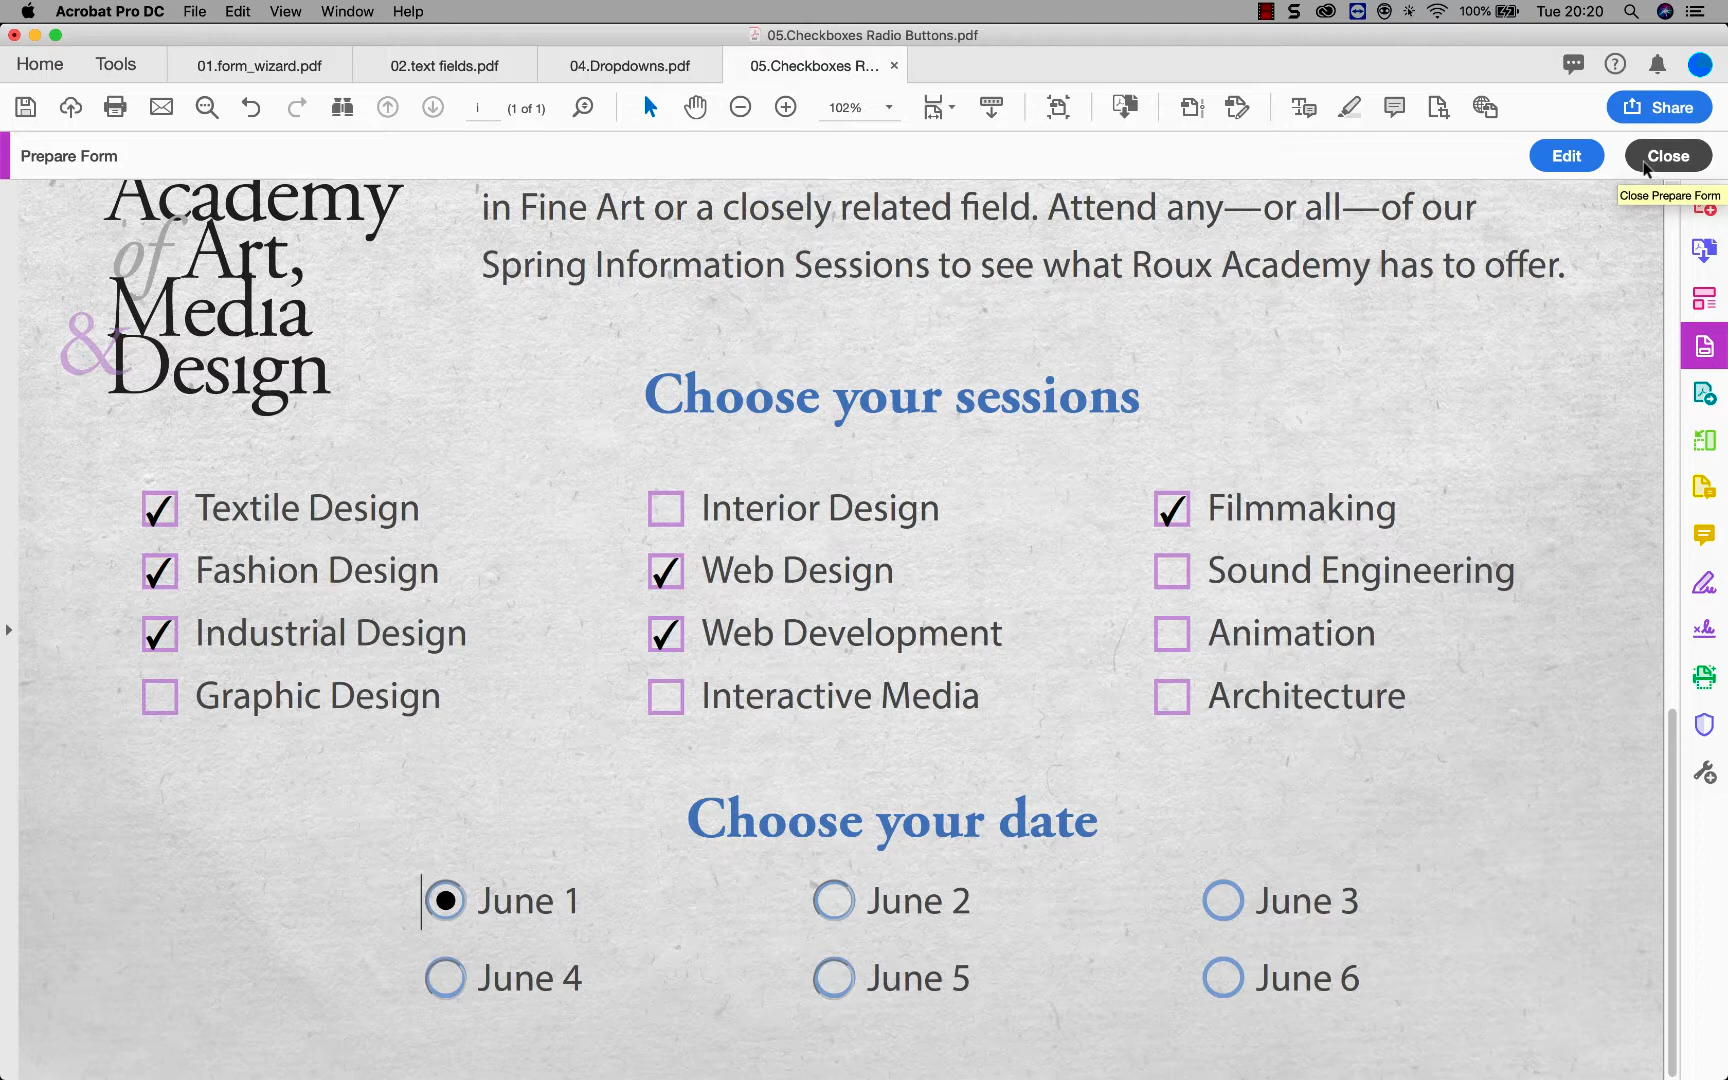 Acrobat Pro DC File Edit View Window Help
100% Tue 20:20
05.Checkboxes Radio Buttons.pdf
Home Tools 01.form_wizard.pdf 02.text fields.pdf 04.Dropdowns.pdf 05.Checkboxes R... ×
i (1 of 1) 102% Share
Prepare Form Edit Close
Close Prepare Form
Academy
of Art,
Media
& Design
in Fine Art or a closely related field. Attend any—or all—of our
Spring Information Sessions to see what Roux Academy has to offer.
Choose your sessions
Textile Design Interior Design Filmmaking
Fashion Design Web Design Sound Engineering
Industrial Design Web Development Animation
Graphic Design Interactive Media Architecture
Choose your date
June 1 June 2 June 3
June 4 June 5 June 6